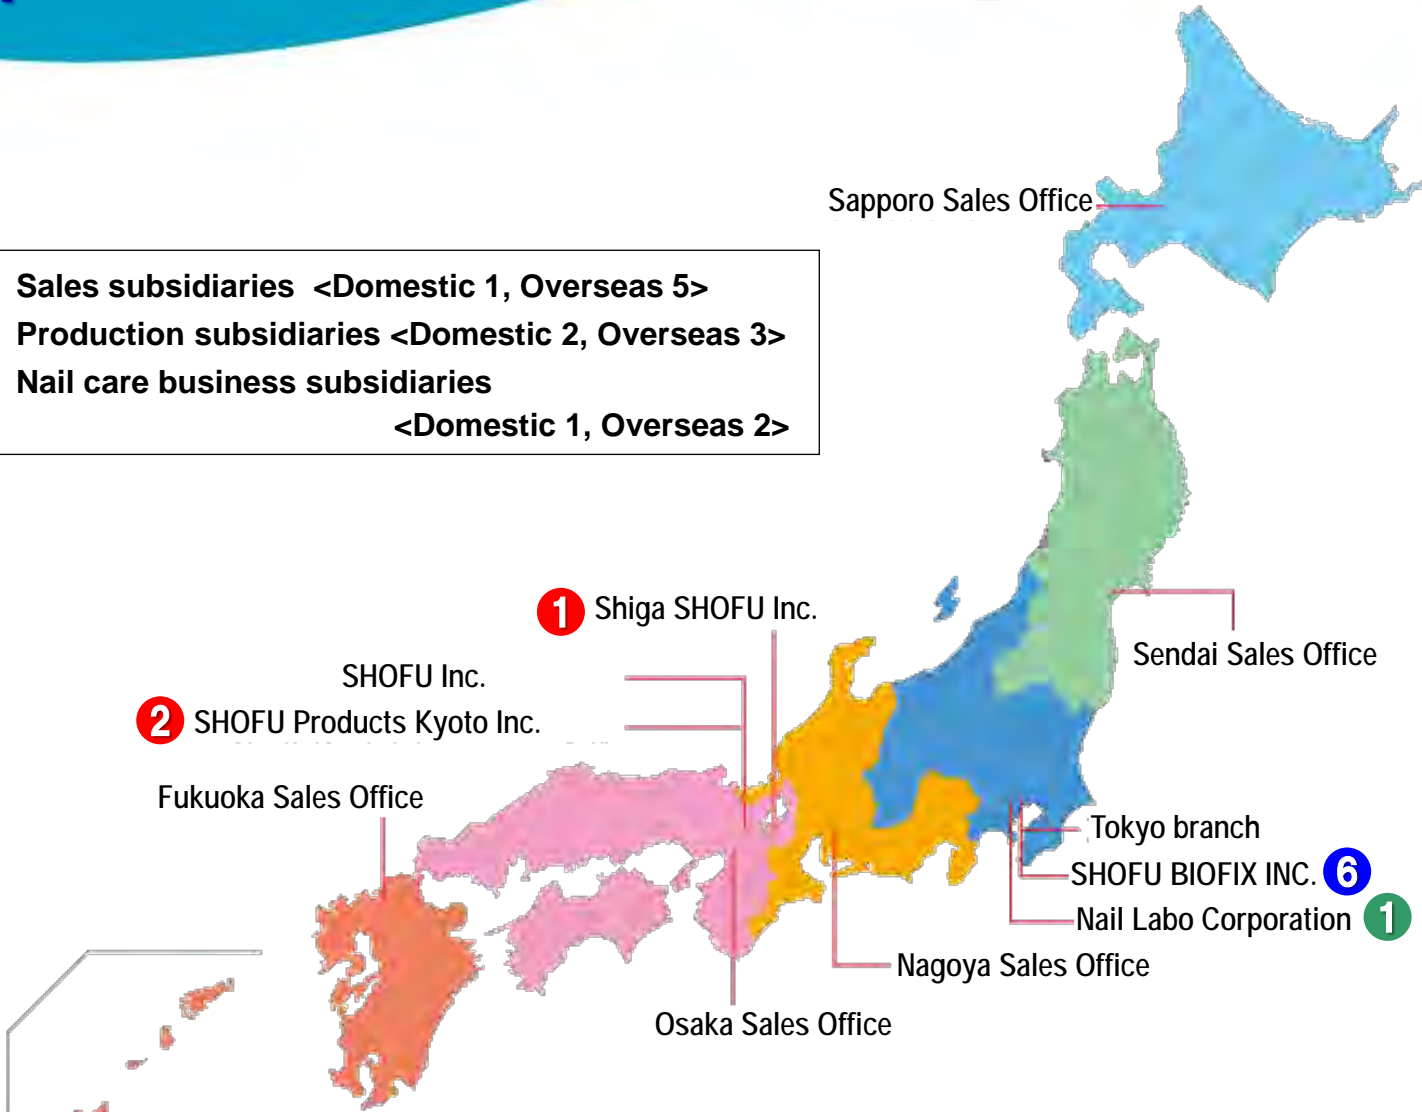 Sapporo Sales Office
Sales subsidiaries <Domestic 1, Overseas 5>
Production subsidiaries <Domestic 2, Overseas 3>
Nail care business subsidiaries
<Domestic 1, Overseas 2>
1 Shiga SHOFU Inc.
Sendai Sales Office
SHOFU Inc.
2 SHOFU Products Kyoto Inc.
Fukuoka Sales Office
Tokyo branch
SHOFU BIOFIX INC. 6
Nail Labo Corporation 1
Nagoya Sales Office
Osaka Sales Office